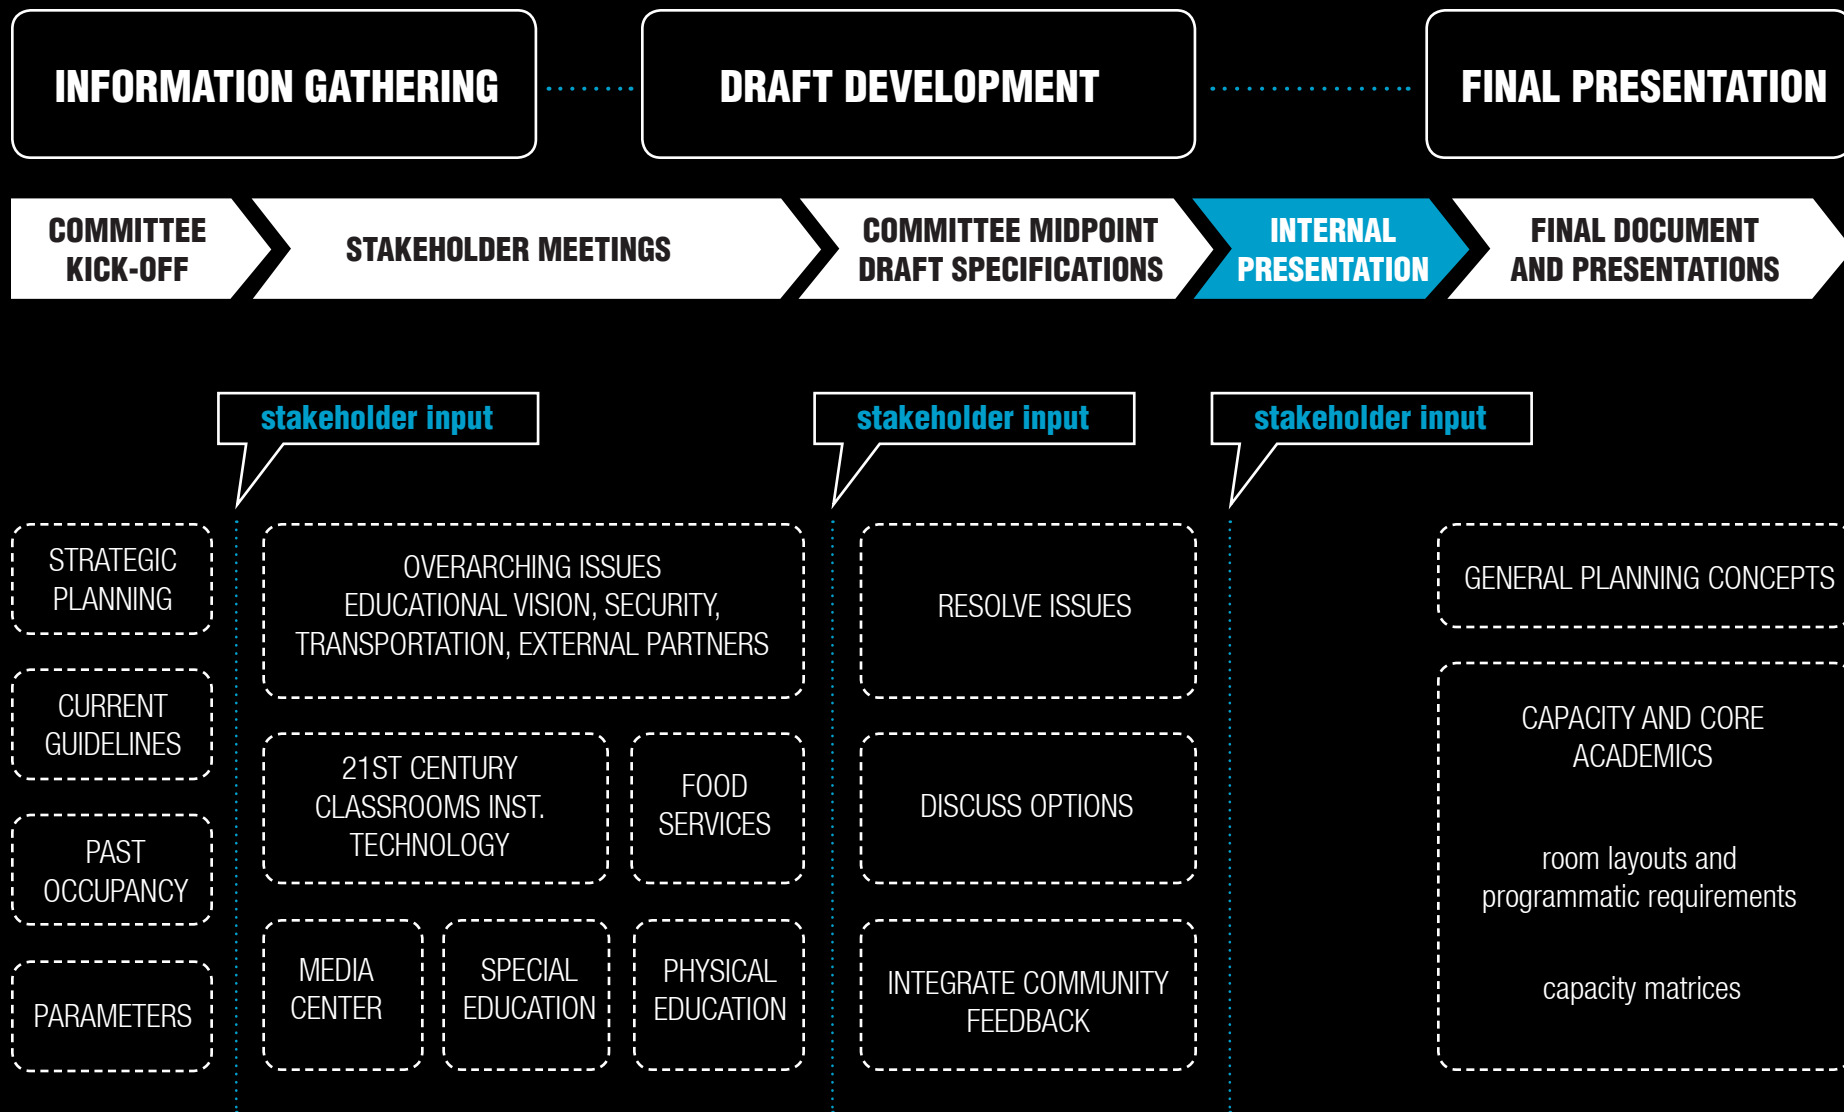 INFORMATION GATHERING
DRAFT DEVELOPMENT
FINAL PRESENTATION
COMMITTEE
KICK-OFF
STAKEHOLDER MEETINGS
COMMITTEE MIDPOINT
DRAFT SPECIFICATIONS
INTERNAL
PRESENTATION
FINAL DOCUMENT
AND PRESENTATIONS
stakeholder input
stakeholder input
stakeholder input
STRATEGIC
PLANNING
CURRENT
GUIDELINES
PAST
OCCUPANCY
PARAMETERS
OVERARCHING ISSUES
EDUCATIONAL VISION, SECURITY,
TRANSPORTATION, EXTERNAL PARTNERS
21ST CENTURY
CLASSROOMS INST.
TECHNOLOGY
FOOD
SERVICES
MEDIA
CENTER
SPECIAL
EDUCATION
PHYSICAL
EDUCATION
RESOLVE ISSUES
DISCUSS OPTIONS
INTEGRATE COMMUNITY
FEEDBACK
GENERAL PLANNING CONCEPTS
CAPACITY AND CORE
ACADEMICS
room layouts and
programmatic requirements
capacity matrices